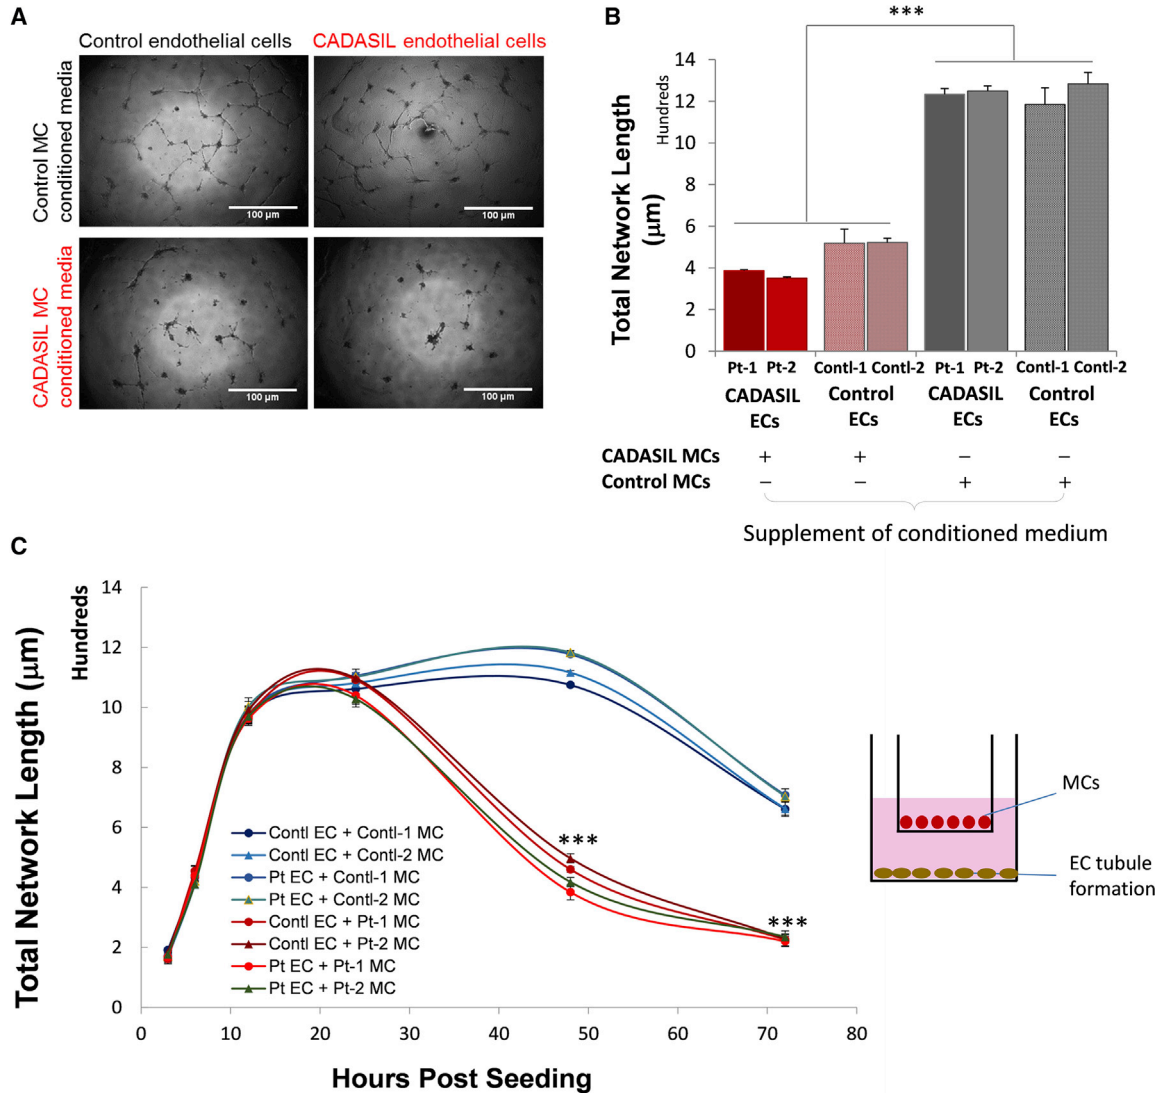 A
Control endothelial cells
CADASIL endothelial cells
Control MC
conditioned media
100 µm
100 µm
CADASIL MC
conditioned media
100 µm
100 µm
B
***
Total Network Length
(µm)
Hundreds
14
12
10
8
6
4
2
0
Pt-1 Pt-2 Contl-1 Contl-2 Pt-1 Pt-2 Contl-1 Contl-2
CADASIL Control CADASIL Control
ECs ECs ECs ECs
CADASIL MCs + + − −
Control MCs − − + +
Supplement of conditioned medium
C
Total Network Length (µm)
Hundreds
14
12
10
8
6
4
2
0
Contl EC + Contl-1 MC
Contl EC + Contl-2 MC
Pt EC + Contl-1 MC
Pt EC + Contl-2 MC
Contl EC + Pt-1 MC
Contl EC + Pt-2 MC
Pt EC + Pt-1 MC
Pt EC + Pt-2 MC
***
***
0 10 20 30 40 50 60 70 80
Hours Post Seeding
MCs
EC tubule
formation